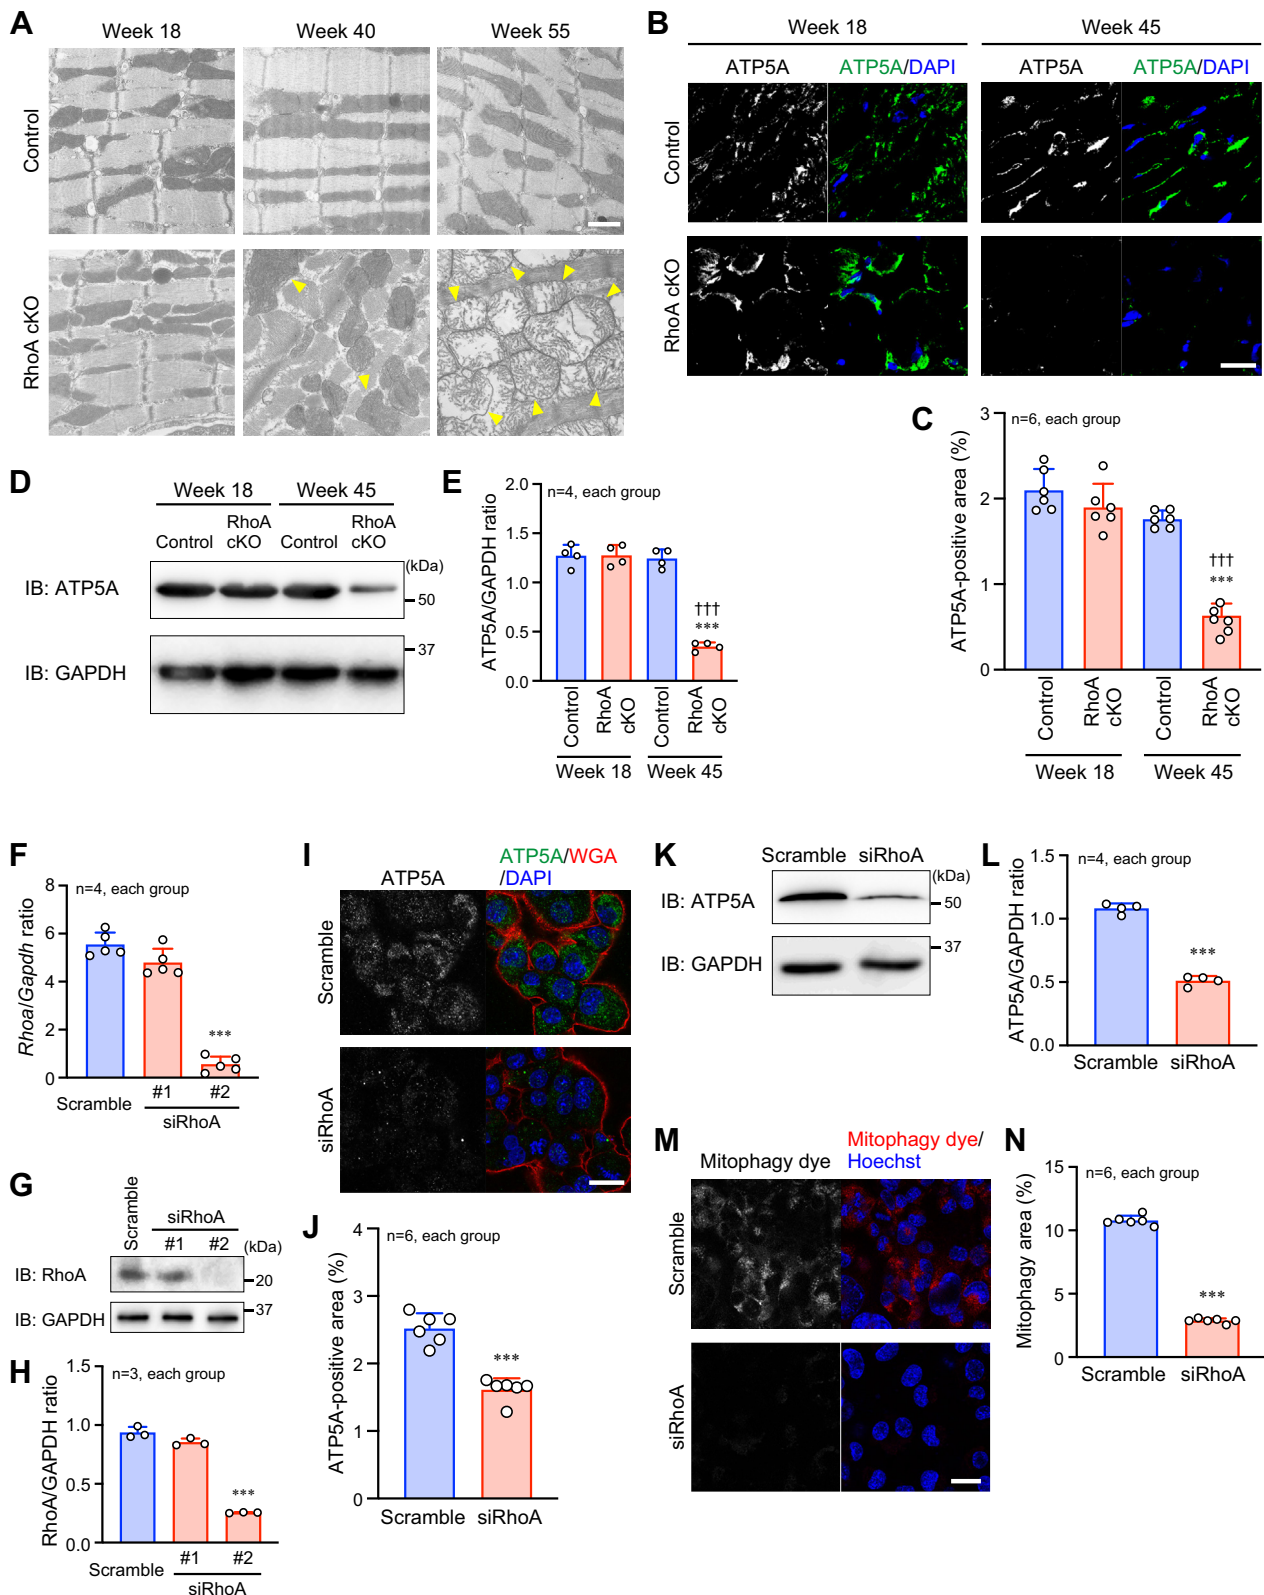 A
Week 18
Week 40
Week 55
Control
RhoA cKO
B
Week 18
Week 45
ATP5A
ATP5A/DAPI
ATP5A
ATP5A/DAPI
Control
RhoA cKO
C
n=6, each group
ATP5A-positive area (%)
3
2
1
0
†††
***
Control
RhoA
cKO
Control
RhoA
cKO
Week 18
Week 45
D
Week 18
Week 45
Control
RhoA
cKO
Control
RhoA
cKO
(kDa)
IB: ATP5A
50
37
IB: GAPDH
E
n=4, each group
ATP5A/GAPDH ratio
2.0
1.5
1.0
0.5
0.0
†††
***
Control
RhoA
cKO
Control
RhoA
cKO
Week 18
Week 45
F
n=4, each group
Rhoa/Gapdh ratio
8
6
4
2
0
***
Scramble
#1
#2
siRhoA
G
Scramble
siRhoA
#1
#2
(kDa)
IB: RhoA
20
37
IB: GAPDH
H
n=3, each group
RhoA/GAPDH ratio
1.5
1.0
0.5
0.0
***
Scramble
#1
#2
siRhoA
I
ATP5A
ATP5A/WGA
/DAPI
Scramble
siRhoA
J
n=6, each group
ATP5A-positive area (%)
4
3
2
1
0
***
Scramble
siRhoA
K
Scramble
siRhoA
(kDa)
IB: ATP5A
50
37
IB: GAPDH
L
n=4, each group
ATP5A/GAPDH ratio
1.5
1.0
0.5
0.0
***
Scramble
siRhoA
M
Mitophagy dye
Mitophagy dye/
Hoechst
Scramble
siRhoA
N
n=6, each group
Mitophagy area (%)
15
10
5
0
***
Scramble
siRhoA